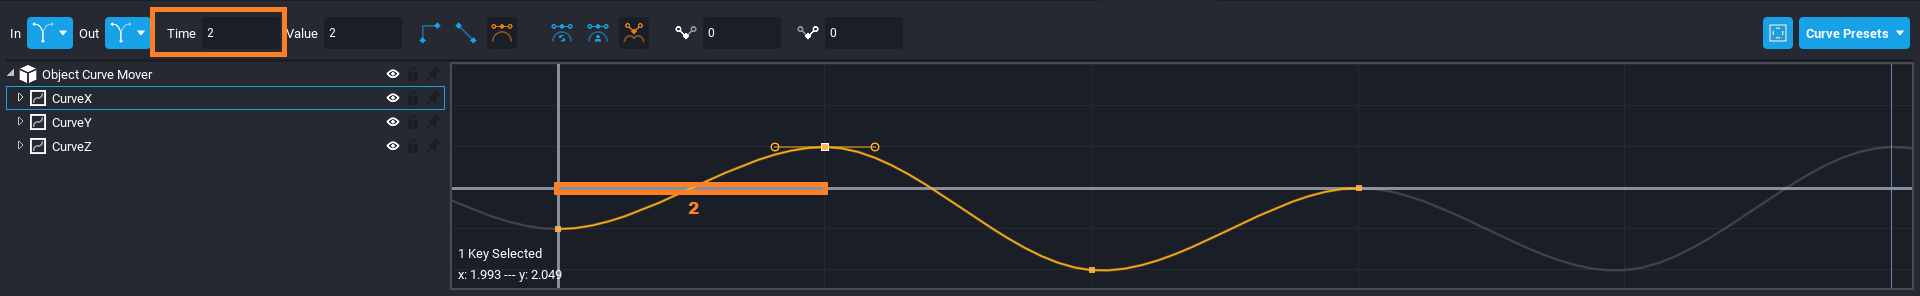 In Out Time 2 Value 2 0 0 Curve Presets
Object Curve Mover
CurveX
CurveY
CurveZ
2
1 Key Selected
x: 1.993 --- y: 2.049